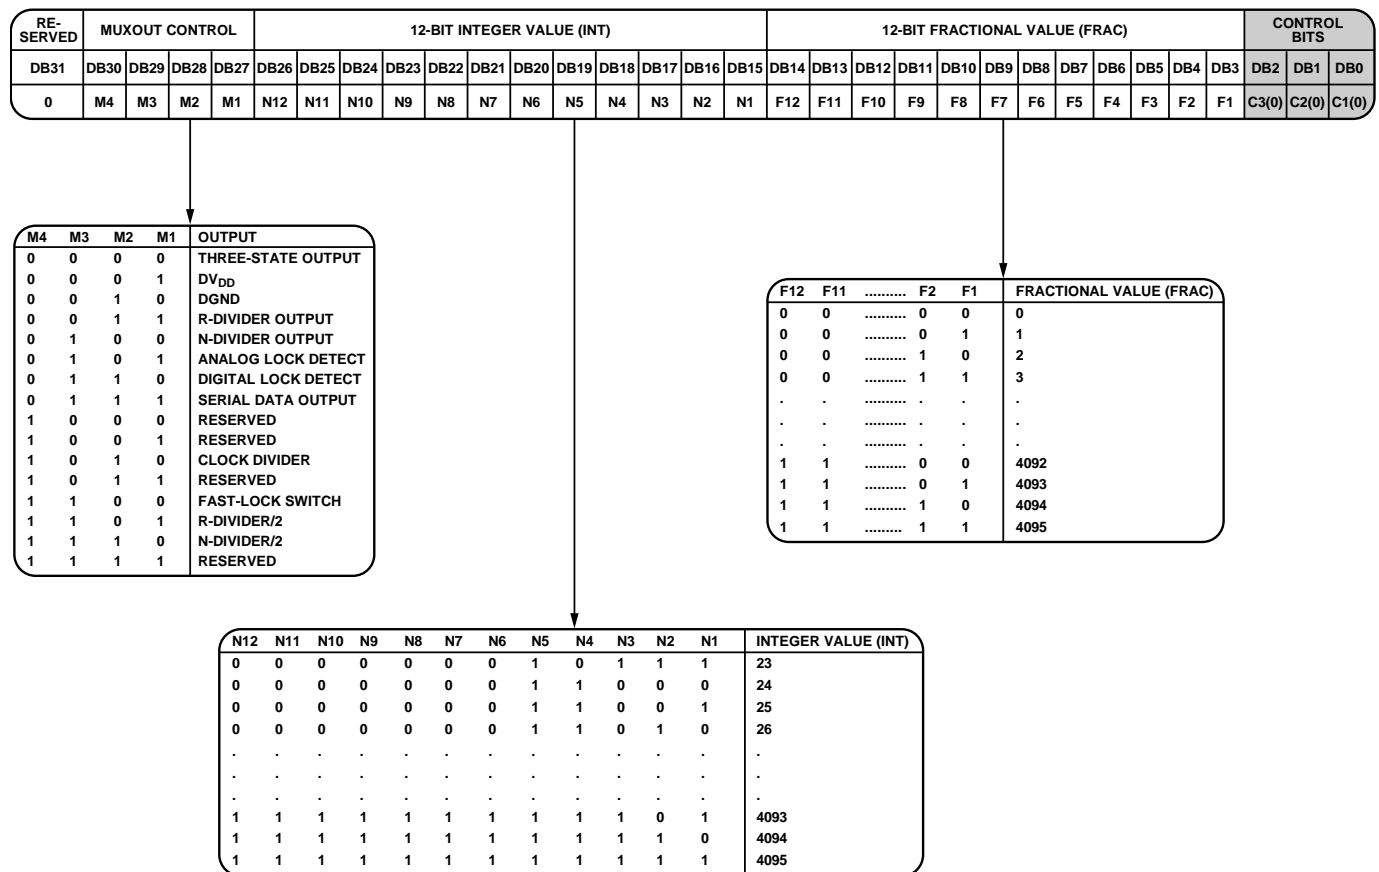 RE-
SERVED MUXOUT CONTROL 12-BIT INTEGER VALUE (INT) 12-BIT FRACTIONAL VALUE (FRAC) CONTROL
BITS
DB31 DB30 DB29 DB28 DB27 DB26 DB25 DB24 DB23 DB22 DB21 DB20 DB19 DB18 DB17 DB16 DB15 DB14 DB13 DB12 DB11 DB10 DB9 DB8 DB7 DB6 DB5 DB4 DB3 DB2 DB1 DB0
0 M4 M3 M2 M1 N12 N11 N10 N9 N8 N7 N6 N5 N4 N3 N2 N1 F12 F11 F10 F9 F8 F7 F6 F5 F4 F3 F2 F1 C3(0) C2(0) C1(0)
M4 M3 M2 M1 OUTPUT
0 0 0 0 THREE-STATE OUTPUT
0 0 0 1 DVDD
0 0 1 0 DGND
0 0 1 1 R-DIVIDER OUTPUT
0 1 0 0 N-DIVIDER OUTPUT
0 1 0 1 ANALOG LOCK DETECT
0 1 1 0 DIGITAL LOCK DETECT
0 1 1 1 SERIAL DATA OUTPUT
1 0 0 0 RESERVED
1 0 0 1 RESERVED
1 0 1 0 CLOCK DIVIDER
1 0 1 1 RESERVED
1 1 0 0 FAST-LOCK SWITCH
1 1 0 1 R-DIVIDER/2
1 1 1 0 N-DIVIDER/2
1 1 1 1 RESERVED
F12 F11 .......... F2 F1 FRACTIONAL VALUE (FRAC)
0 0 .......... 0 0 0
0 0 .......... 0 1 1
0 0 .......... 1 0 2
0 0 .......... 1 1 3
. . .......... . . .
. . .......... . . .
. . .......... . . .
1 1 .......... 0 0 4092
1 1 .......... 0 1 4093
1 1 .......... 1 0 4094
1 1 ......... 1 1 4095
N12 N11 N10 N9 N8 N7 N6 N5 N4 N3 N2 N1 INTEGER VALUE (INT)
0 0 0 0 0 0 0 1 0 1 1 1 23
0 0 0 0 0 0 0 1 1 0 0 0 24
0 0 0 0 0 0 0 1 1 0 0 1 25
0 0 0 0 0 0 0 1 1 0 1 0 26
. . . . . . . . . . . . .
. . . . . . . . . . . . .
. . . . . . . . . . . . .
1 1 1 1 1 1 1 1 1 1 0 1 4093
1 1 1 1 1 1 1 1 1 1 1 0 4094
1 1 1 1 1 1 1 1 1 1 1 1 4095